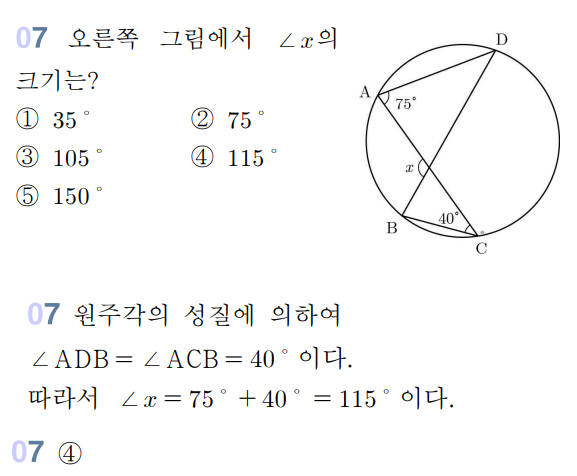 07 오른쪽 그림에서 ∠x의
크기는?
① 35° ② 75°
③ 105° ④ 115°
⑤ 150°
D
A
75°
x
40°
B
C
07 원주각의 성질에 의하여
∠ADB=∠ACB=40°이다.
따라서 ∠x=75°+40°=115°이다.
07 ④